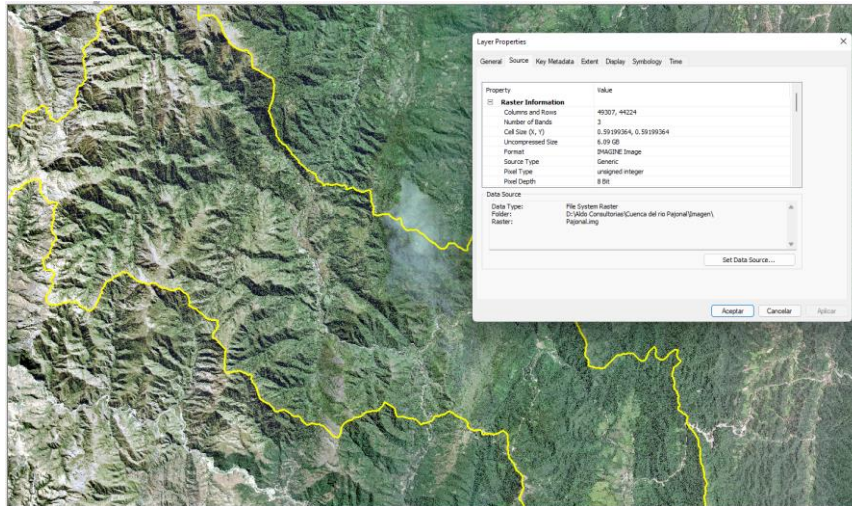 Layer Properties
General Source Key Metadata Extent Display Symbology Time
Property Value
Raster Information
Columns and Rows 49307, 44224
Number of Bands 3
Cell Size (X, Y) 0.59199364, 0.59199364
Uncompressed Size 6.09 GB
Format IMAGINE Image
Source Type Generic
Pixel Type unsigned integer
Pixel Depth 8 Bit
Data Source
Data Type: File System Raster
Folder: D:\Aldo Consultorias\Cuenca del rio Pajonal\Imagen\
Raster: Pajonal.img
Set Data Source...
Aceptar Cancelar Aplicar